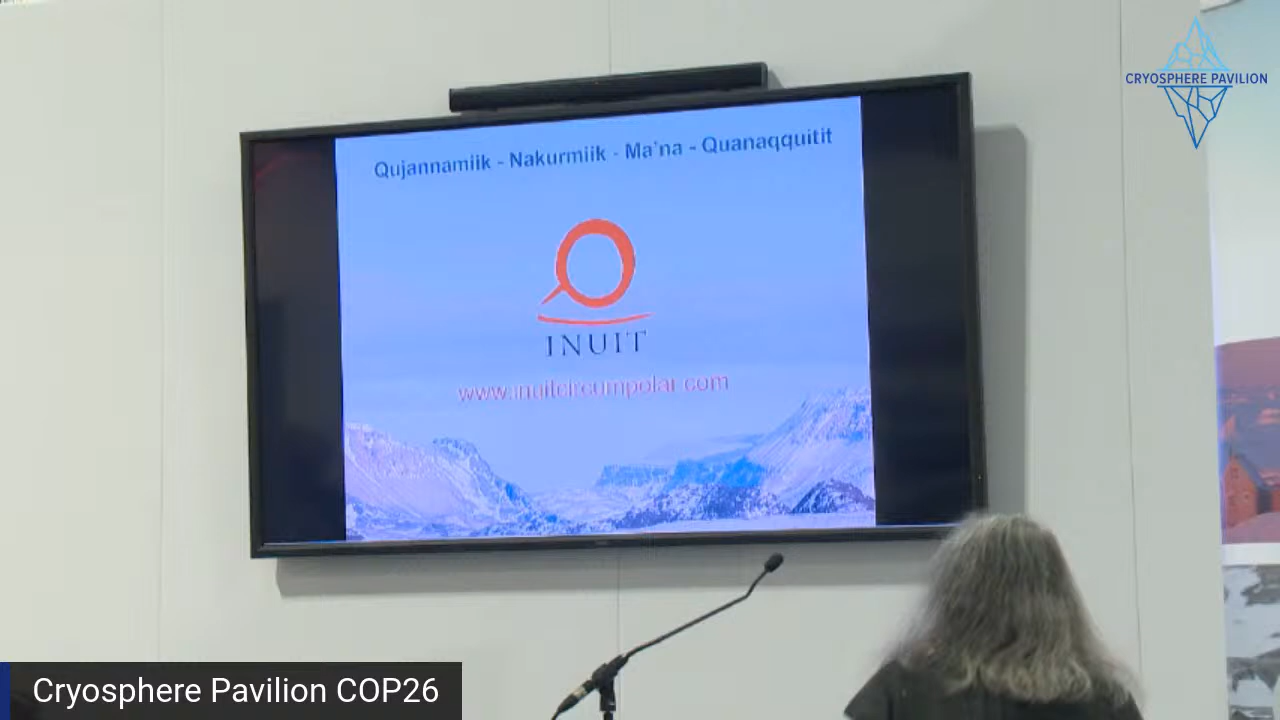 CRYOSPHERE PAVILION
Qujannamiik - Nakurmiik - Ma'na - Quanaqquitit
INUIT
www.inuitcircumpolar.com
Cryosphere Pavilion COP26